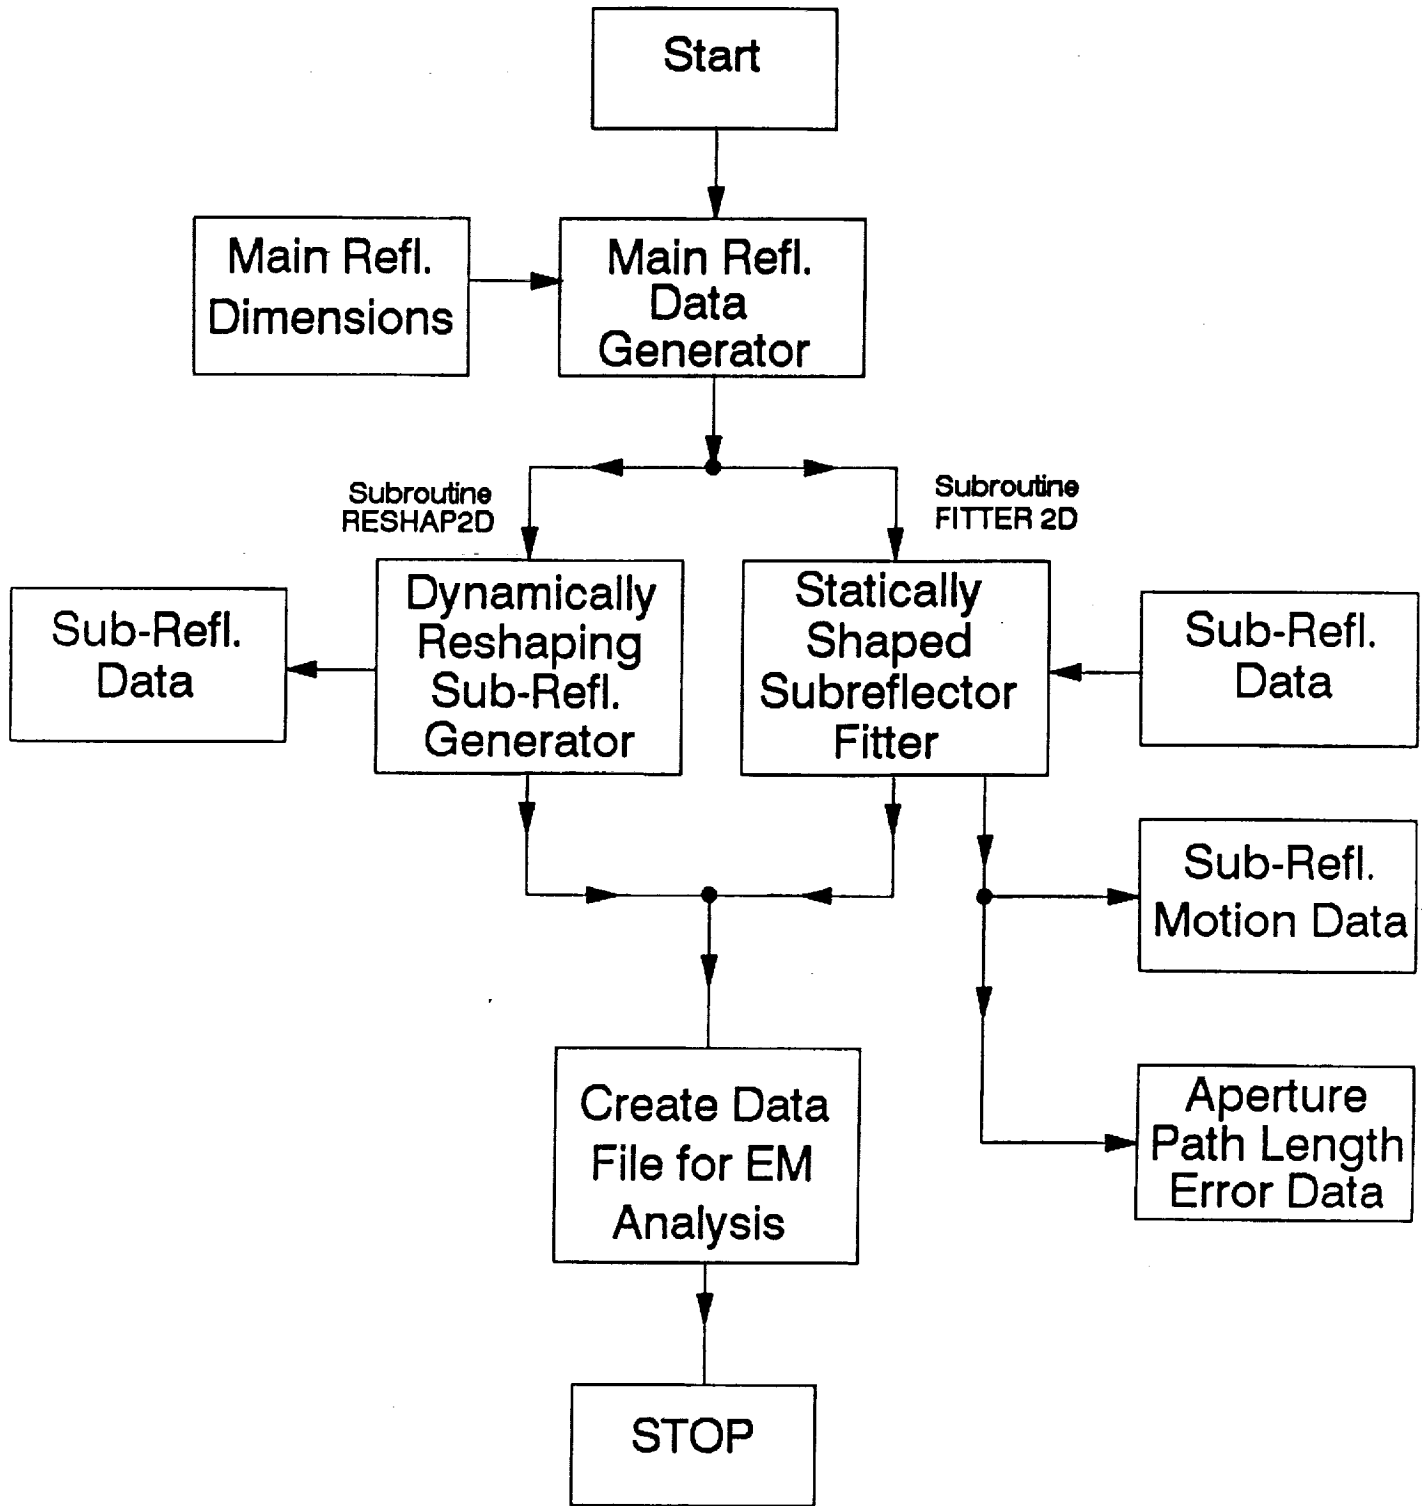 Start
Main Refl.
Dimensions
Main Refl.
Data
Generator
Subroutine
RESHAP2D
Subroutine
FITTER 2D
Sub-Refl.
Data
Dynamically
Reshaping
Sub-Refl.
Generator
Statically
Shaped
Subreflector
Fitter
Sub-Refl.
Data
Sub-Refl.
Motion Data
Create Data
File for EM
Analysis
Aperture
Path Length
Error Data
STOP